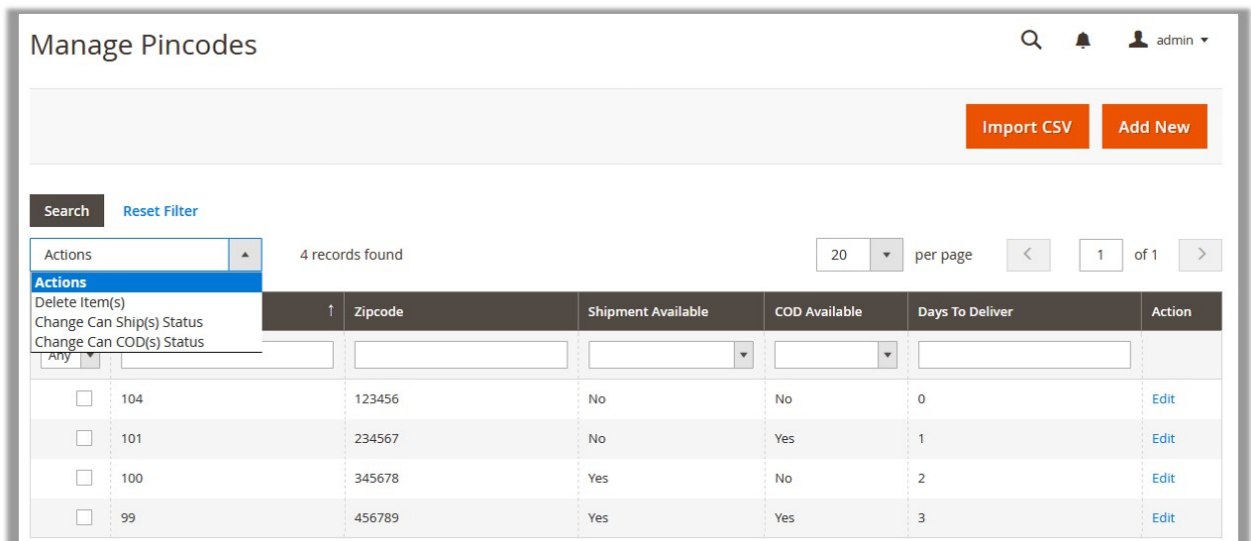 Manage Pincodes
admin
Import CSV Add New
Search Reset Filter
Actions 4 records found 20 per page 1 of 1
Actions
Delete Item(s)
Change Can Ship(s) Status
Change Can COD(s) Status
↑ Zipcode Shipment Available COD Available Days To Deliver Action
Any
104 123456 No No 0 Edit
101 234567 No Yes 1 Edit
100 345678 Yes No 2 Edit
99 456789 Yes Yes 3 Edit